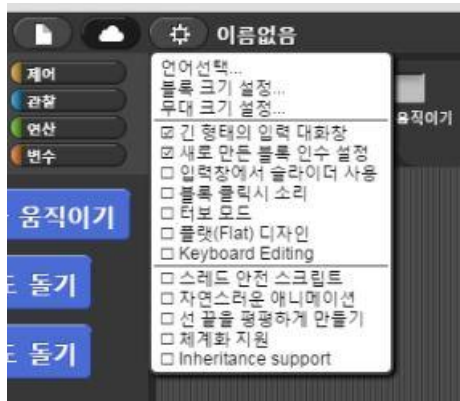 이름없음
제어
관찰
연산
변수
움직이기
도 돌기
도 돌기
언어선택...
블록 크기 설정...
무대 크기 설정...
☑ 긴 형태의 입력 대화창
☑ 새로 만든 블록 인수 설정
☐ 입력창에서 슬라이더 사용
☐ 블록 클릭시 소리
☐ 터보 모드
☐ 플랫(Flat) 디자인
☐ Keyboard Editing
☐ 스레드 안전 스크립트
☐ 자연스러운 애니메이션
☐ 선 끝을 평평하게 만들기
☐ 체계화 지원
☐ Inheritance support
움직이기